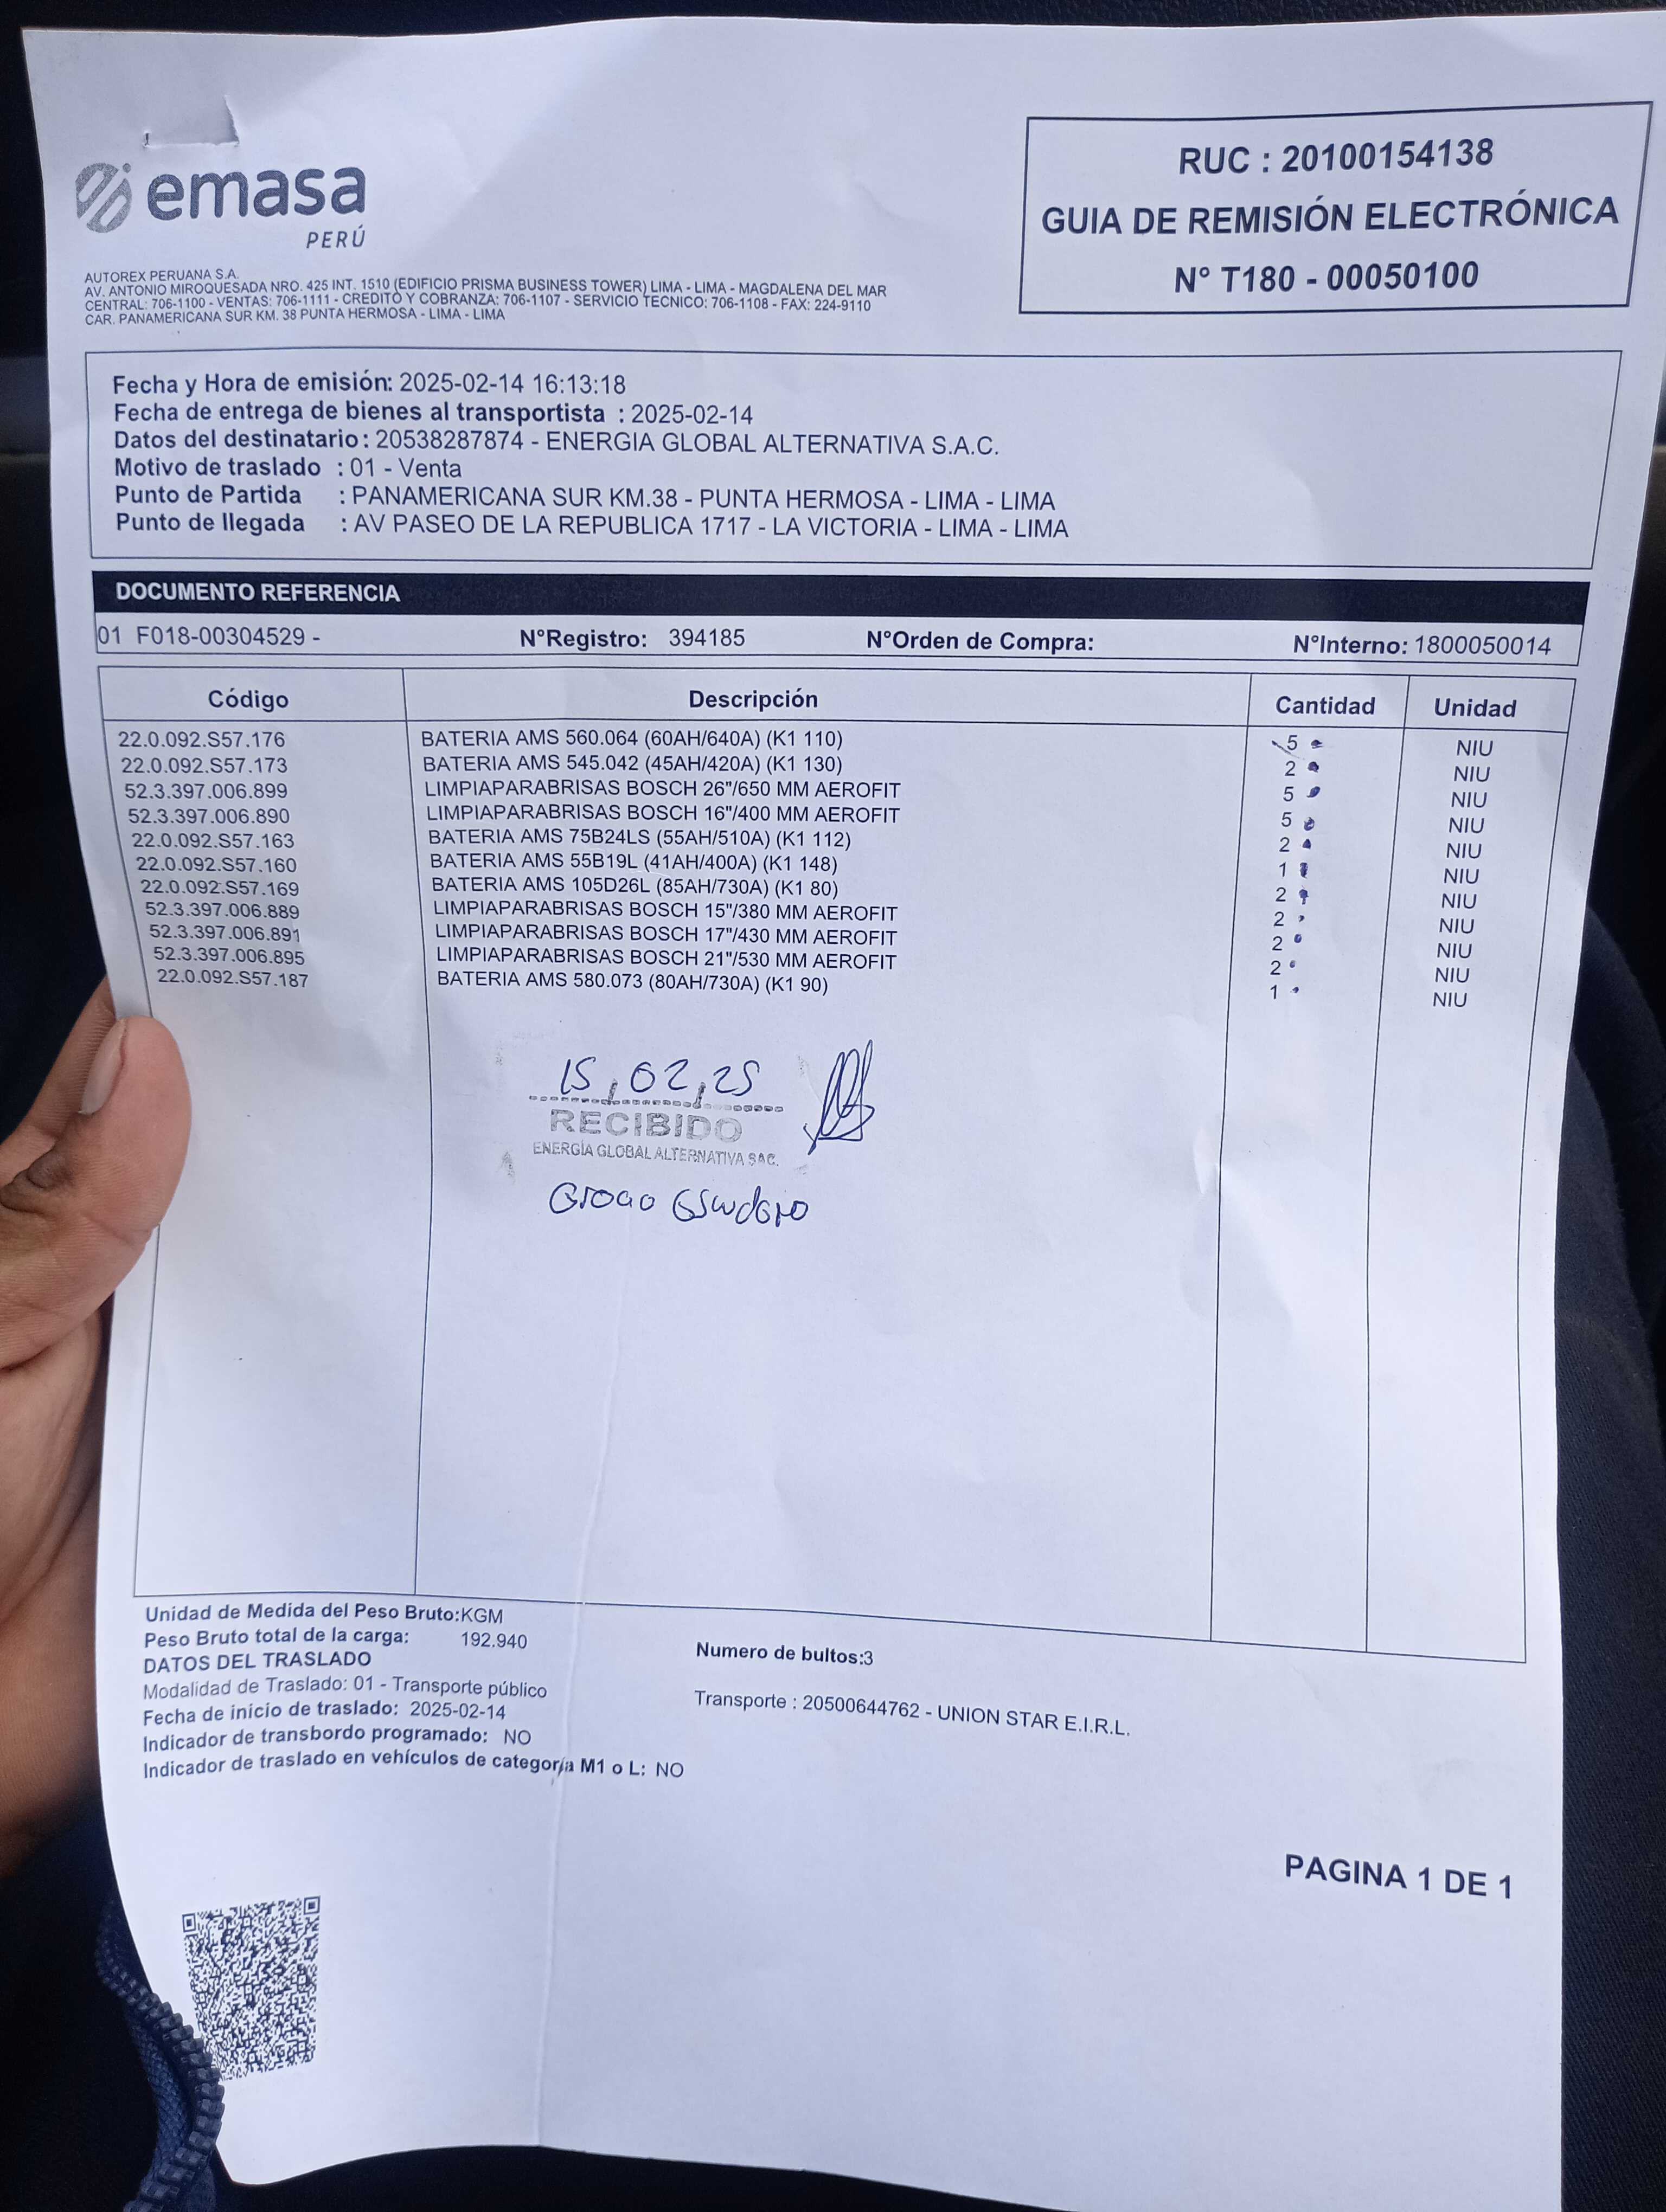 emasa
PERÚ
RUC : 20100154138
GUIA DE REMISIÓN ELECTRÓNICA
N° T180 - 00050100
AUTOREX PERUANA S.A.
AV. ANTONIO MIROQUESADA NRO. 425 INT. 1510 (EDIFICIO PRISMA BUSINESS TOWER) LIMA - LIMA - MAGDALENA DEL MAR
CENTRAL: 706-1100 - VENTAS: 706-1111 - CREDITO Y COBRANZA: 706-1107 - SERVICIO TECNICO: 706-1108 - FAX: 224-9110
CAR. PANAMERICANA SUR KM. 38 PUNTA HERMOSA - LIMA - LIMA
Fecha y Hora de emisión: 2025-02-14 16:13:18
Fecha de entrega de bienes al transportista : 2025-02-14
Datos del destinatario: 20538287874 - ENERGIA GLOBAL ALTERNATIVA S.A.C.
Motivo de traslado : 01 - Venta
Punto de Partida : PANAMERICANA SUR KM.38 - PUNTA HERMOSA - LIMA - LIMA
Punto de llegada : AV PASEO DE LA REPUBLICA 1717 - LA VICTORIA - LIMA - LIMA
DOCUMENTO REFERENCIA
01 F018-00304529 - N°Registro: 394185 N°Orden de Compra: N°Interno: 1800050014
Código Descripción Cantidad Unidad
22.0.092.S57.176 BATERIA AMS 560.064 (60AH/640A) (K1 110) 5 NIU
22.0.092.S57.173 BATERIA AMS 545.042 (45AH/420A) (K1 130) 2 NIU
52.3.397.006.899 LIMPIAPARABRISAS BOSCH 26"/650 MM AEROFIT 5 NIU
52.3.397.006.890 LIMPIAPARABRISAS BOSCH 16"/400 MM AEROFIT 5 NIU
22.0.092.S57.163 BATERIA AMS 75B24LS (55AH/510A) (K1 112) 2 NIU
22.0.092.S57.160 BATERIA AMS 55B19L (41AH/400A) (K1 148) 1 NIU
22.0.092.S57.169 BATERIA AMS 105D26L (85AH/730A) (K1 80) 2 NIU
52.3.397.006.889 LIMPIAPARABRISAS BOSCH 15"/380 MM AEROFIT 2 NIU
52.3.397.006.891 LIMPIAPARABRISAS BOSCH 17"/430 MM AEROFIT 2 NIU
52.3.397.006.895 LIMPIAPARABRISAS BOSCH 21"/530 MM AEROFIT 2 NIU
22.0.092.S57.187 BATERIA AMS 580.073 (80AH/730A) (K1 90) 1 NIU
15,02,25
RECIBIDO
ENERGÍA GLOBAL ALTERNATIVA SAC.
Escudero
Unidad de Medida del Peso Bruto:KGM
Peso Bruto total de la carga: 192.940
Numero de bultos:3
DATOS DEL TRASLADO
Modalidad de Traslado: 01 - Transporte público
Transporte : 20500644762 - UNION STAR E.I.R.L.
Fecha de inicio de traslado: 2025-02-14
Indicador de transbordo programado: NO
Indicador de traslado en vehículos de categoría M1 o L: NO
PAGINA 1 DE 1